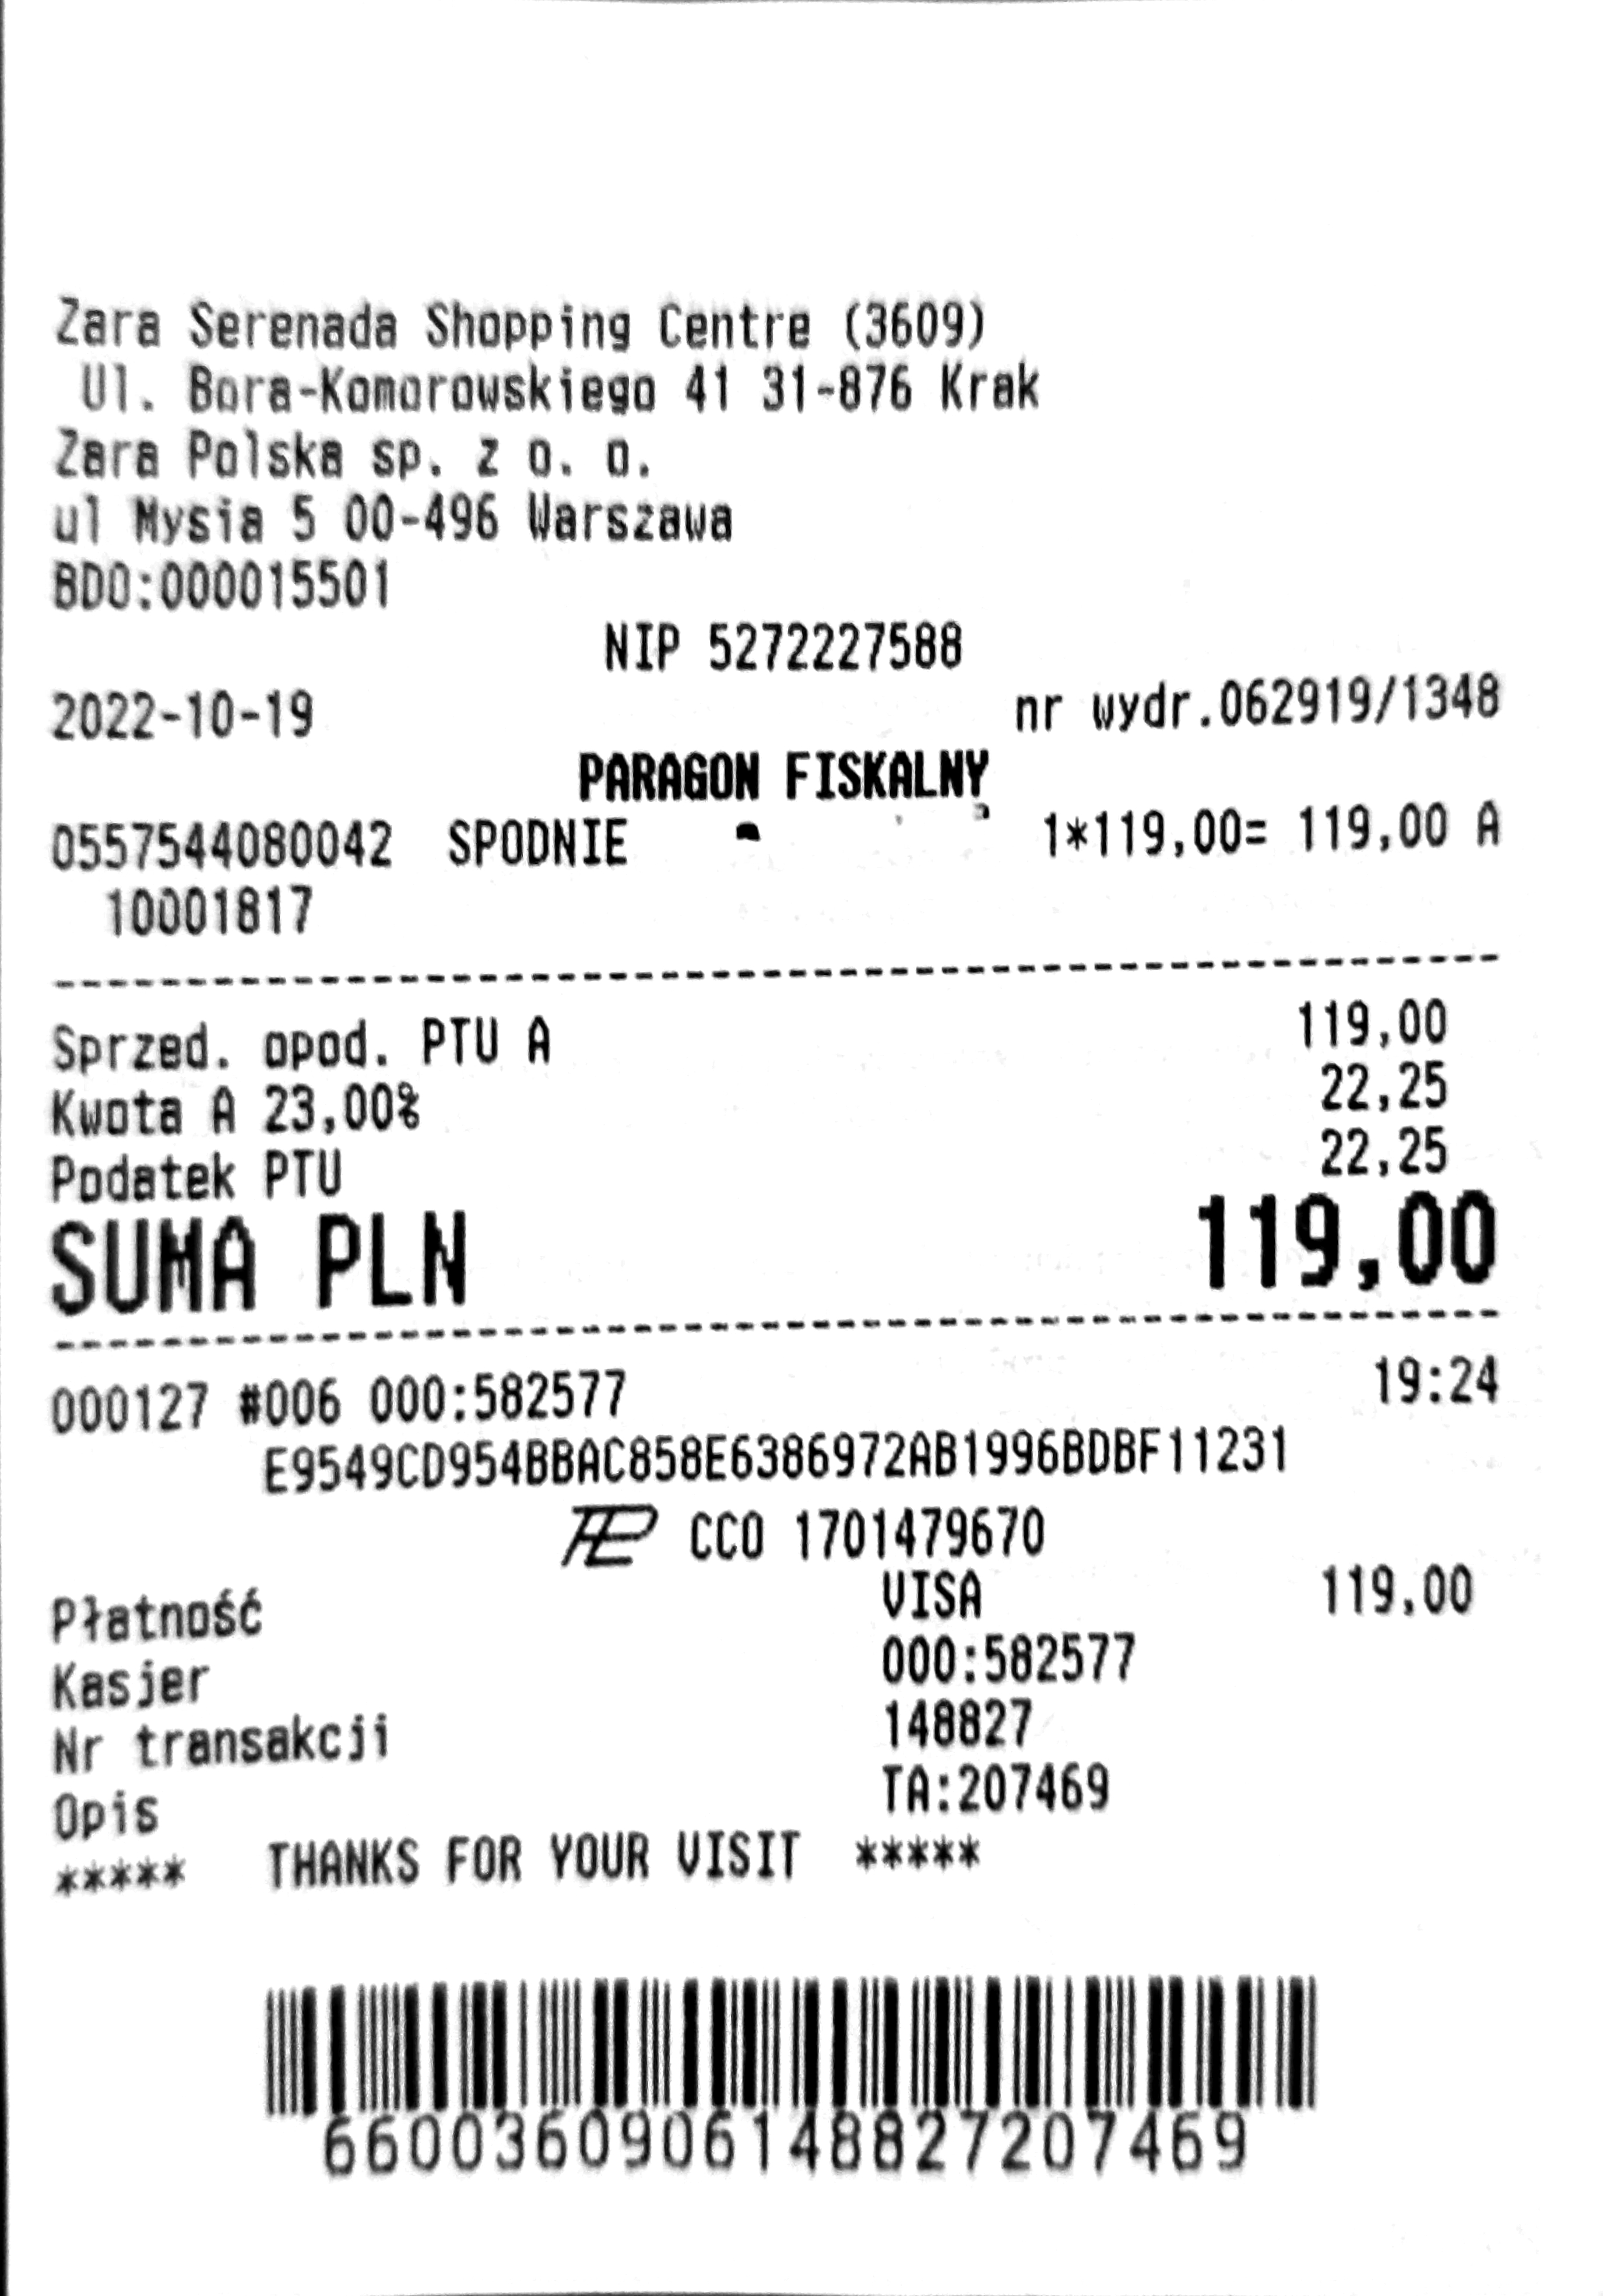 Zara Serenada Shopping Centre (3609)
Ul. Bora-Komorowskiego 41 31-876 Krak
Zara Polska sp. z o. o.
ul Mysia 5 00-496 Warszawa
BDO:000015501
NIP 5272227588
2022-10-19 nr wydr.062919/1348
PARAGON FISKALNY
0557544080042 SPODNIE 1*119,00= 119,00 A
10001817
Sprzed. opod. PTU A 119,00
Kwota A 23,00% 22,25
Podatek PTU 22,25
SUMA PLN 119,00
000127 #006 000:582577 19:24
E9549CD954BBAC858E6386972AB1996BDBF11231
CCO 1701479670
Płatność VISA 119,00
Kasjer 000:582577
Nr transakcji 148827
Opis TA:207469
***** THANKS FOR YOUR VISIT *****
6600360906148827207469